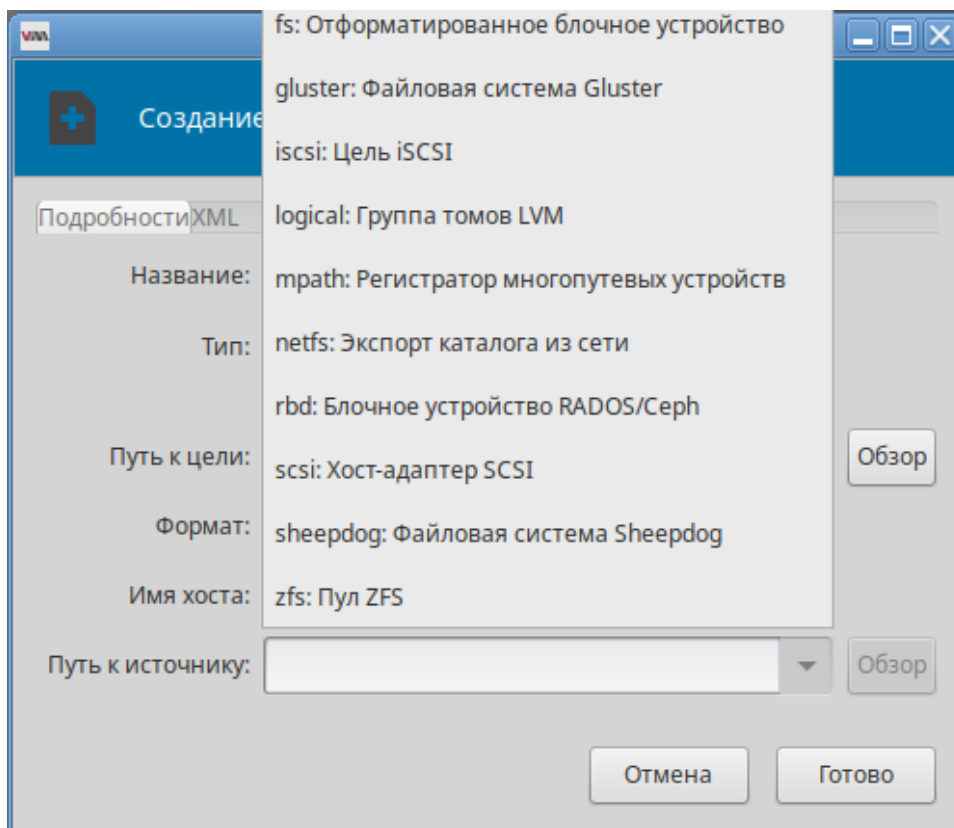 fs: Отформатированное блочное устройство
gluster: Файловая система Gluster
Создание
iscsi: Цель iSCSI
logical: Группа томов LVM
Подробности XML
Название:
mpath: Регистратор многопутевых устройств
Тип:
netfs: Экспорт каталога из сети
rbd: Блочное устройство RADOS/Ceph
Путь к цели:
scsi: Хост-адаптер SCSI
Обзор
Формат:
sheepdog: Файловая система Sheepdog
Имя хоста:
zfs: Пул ZFS
Путь к источнику:
Обзор
Отмена
Готово